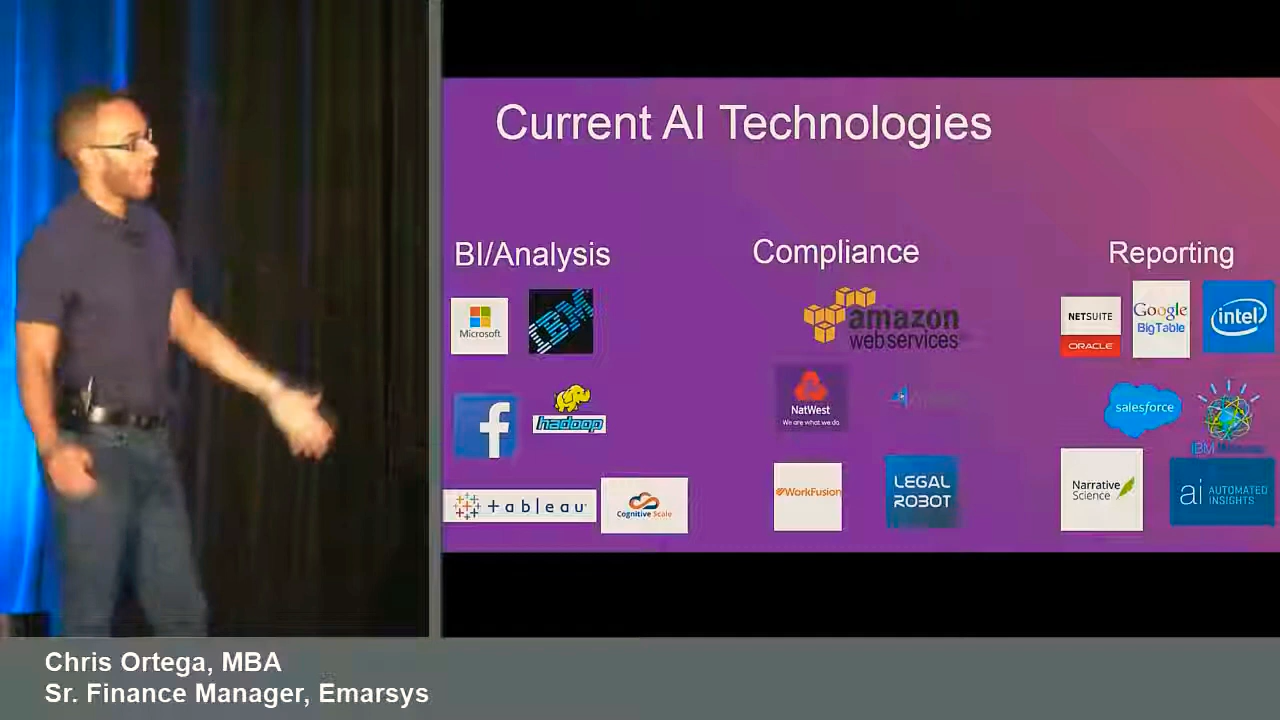 Current AI Technologies
BI/Analysis
Compliance
Reporting
Microsoft
IBM
amazon
webservices
NETSUITE
ORACLE
Google
BigTable
intel
f
hadoop
NatWest
We are what we do
salesforce
IBM
tableau
Cognitive Scale
WorkFusion
LEGAL
ROBOT
Narrative
Science
ai AUTOMATED
INSIGHTS
Chris Ortega, MBA
Sr. Finance Manager, Emarsys